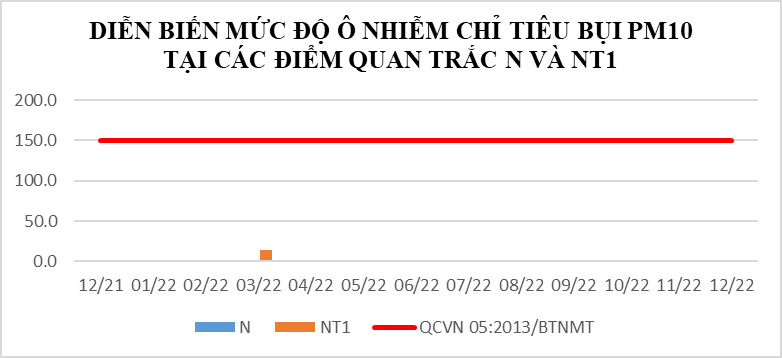 DIỄN BIẾN MỨC ĐỘ Ô NHIỄM CHỈ TIÊU BỤI PM10
TẠI CÁC ĐIỂM QUAN TRẮC N VÀ NT1
200.0
150.0
100.0
50.0
0.0
12/21 01/22 02/22 03/22 04/22 05/22 06/22 07/22 08/22 09/22 10/22 11/22 12/22
N NT1 QCVN 05:2013/BTNMT